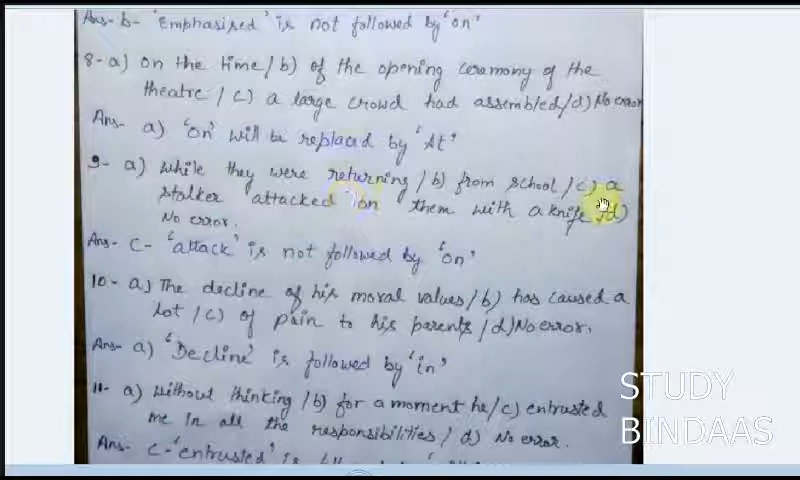 Ans- b- 'Emphasised' is not followed by 'on'
8- a) on the time / b) of the opening ceramony of the
theatre / c) a large crowd had assembled / d) No error
Ans- a) 'on' will be replaced by 'At'
9- a) while they were returning / b) from school / c) a
stalker attacked on them with a knife / d)
No error.
Ans- c- 'attack' is not followed by 'on'
10- a) The decline of his moral values / b) has caused a
lot / c) of pain to his parents / d) No error.
Ans- a) 'Decline' is followed by 'in'
11- a) without thinking / b) for a moment he / c) entrusted
me in all the responsibilities / d) No error.
Ans- c- 'entrusted' is
STUDY
BINDAAS